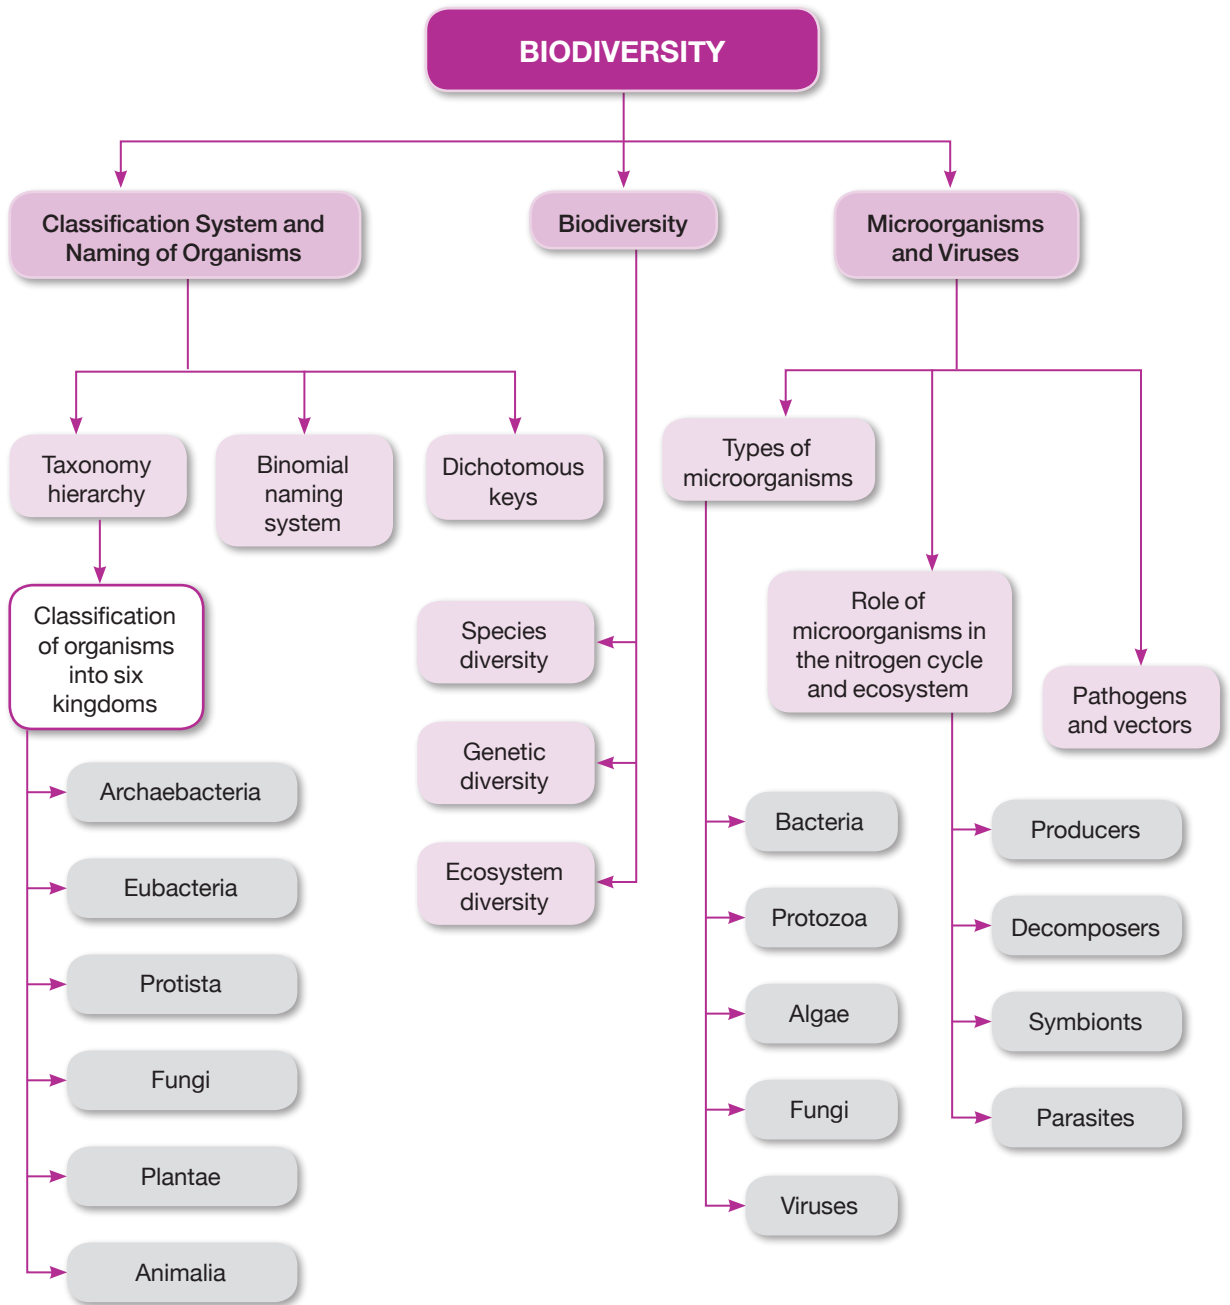 BIODIVERSITY
Classification System and
Naming of Organisms
Biodiversity
Microorganisms
and Viruses
Taxonomy
hierarchy
Binomial
naming
system
Dichotomous
keys
Types of
microorganisms
Classification
of organisms
into six
kingdoms
Species
diversity
Genetic
diversity
Ecosystem
diversity
Role of
microorganisms in
the nitrogen cycle
and ecosystem
Pathogens
and vectors
Archaebacteria
Eubacteria
Protista
Fungi
Plantae
Animalia
Bacteria
Protozoa
Algae
Fungi
Viruses
Producers
Decomposers
Symbionts
Parasites